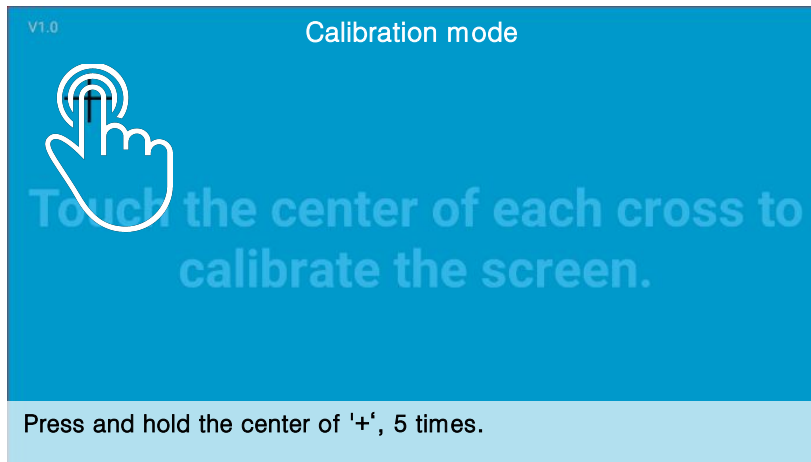 V1.0
Calibration mode
Touch the center of each cross to
calibrate the screen.
Press and hold the center of '+‘, 5 times.